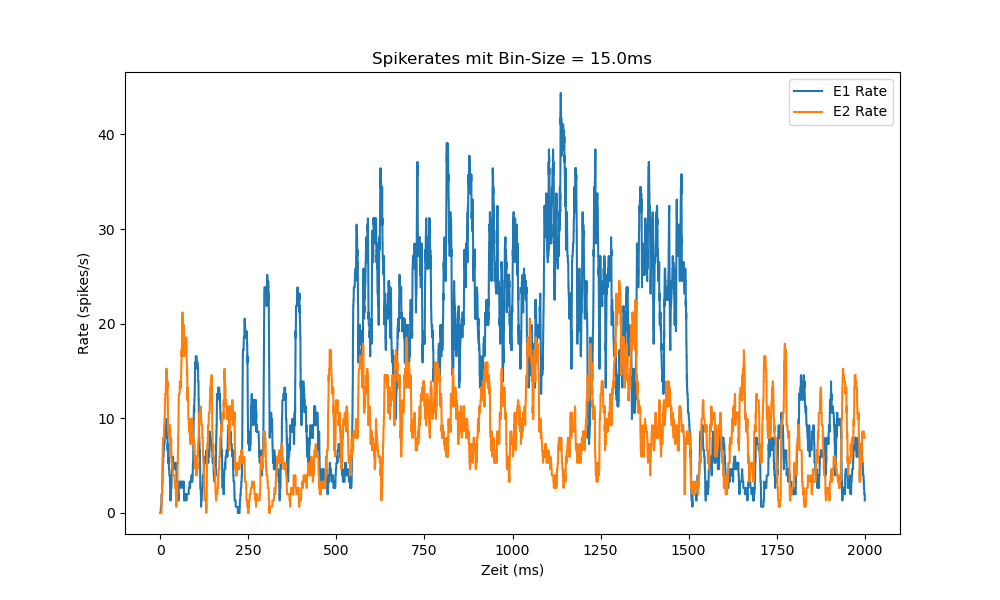 Spikerates mit Bin-Size = 15.0ms
E1 Rate
E2 Rate
Rate (spikes/s)
40
30
20
10
0
0 250 500 750 1000 1250 1500 1750 2000
Zeit (ms)